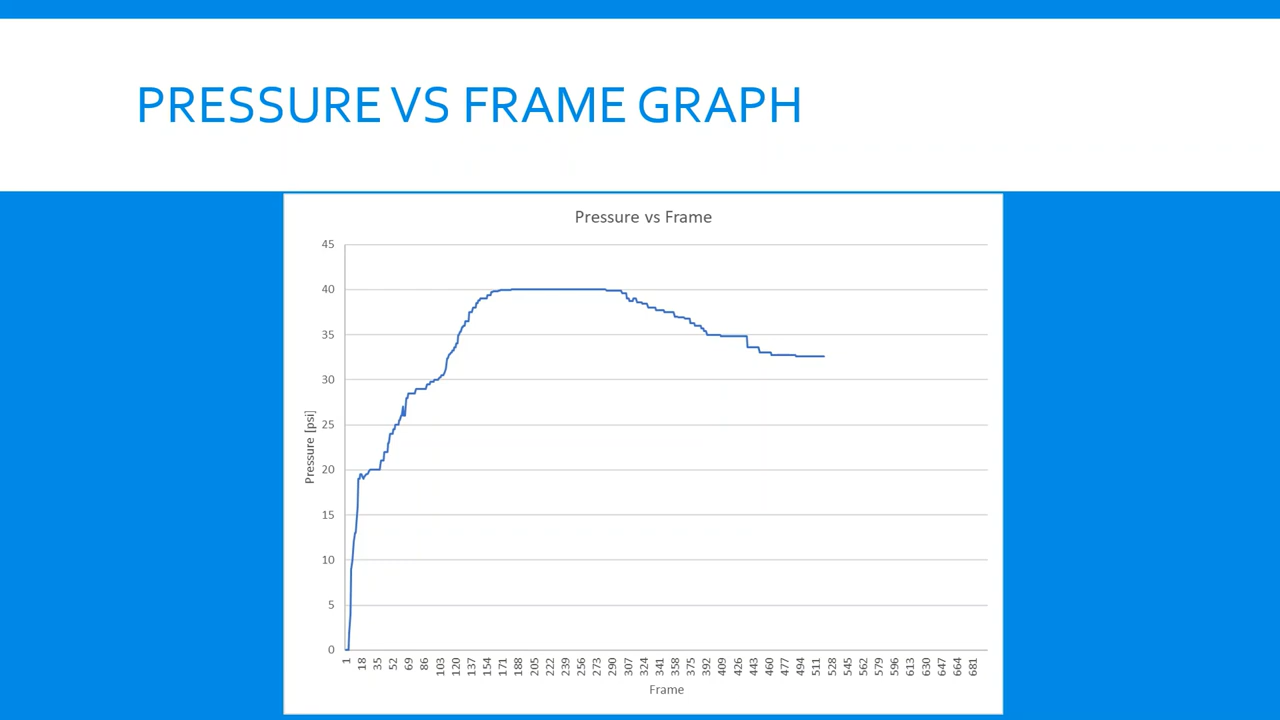 PRESSURE VS FRAME GRAPH
Pressure vs Frame
45
40
35
30
25
20
15
10
5
0
Pressure [psi]
1 18 35 52 69 86 103 120 137 154 171 188 205 222 239 256 273 290 307 324 341 358 375 392 409 426 443 460 477 494 511 528 545 562 579 596 613 630 647 664 681
Frame